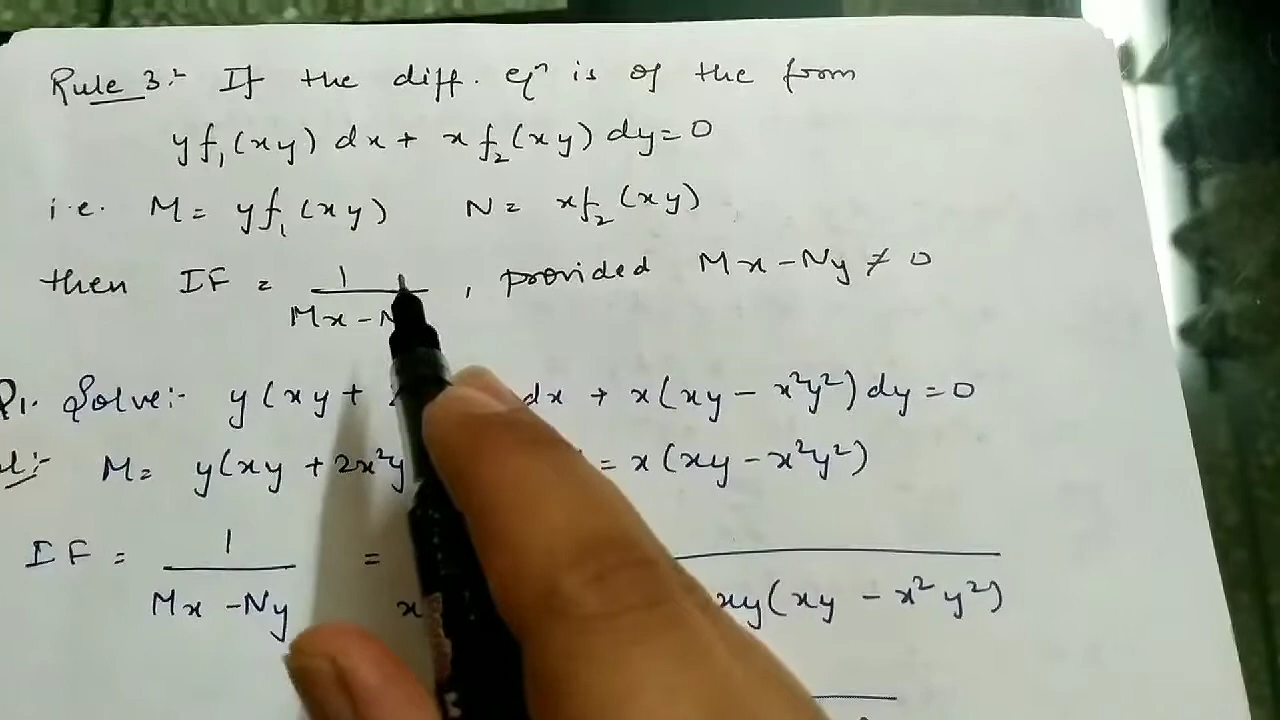 Rule 3:- If the diff. eqⁿ is of the form
yf₁(xy) dx + xf₂(xy) dy = 0
i.e. M = yf₁(xy) N = xf₂(xy)
then IF = 1/(Mx - N , provided Mx - Ny ≠ 0
Solve:- y(xy + dx + x(xy - x²y²) dy = 0
M = y(xy + 2x²y = x(xy - x²y²)
IF = 1/(Mx - Ny) = x xy(xy - x²y²)